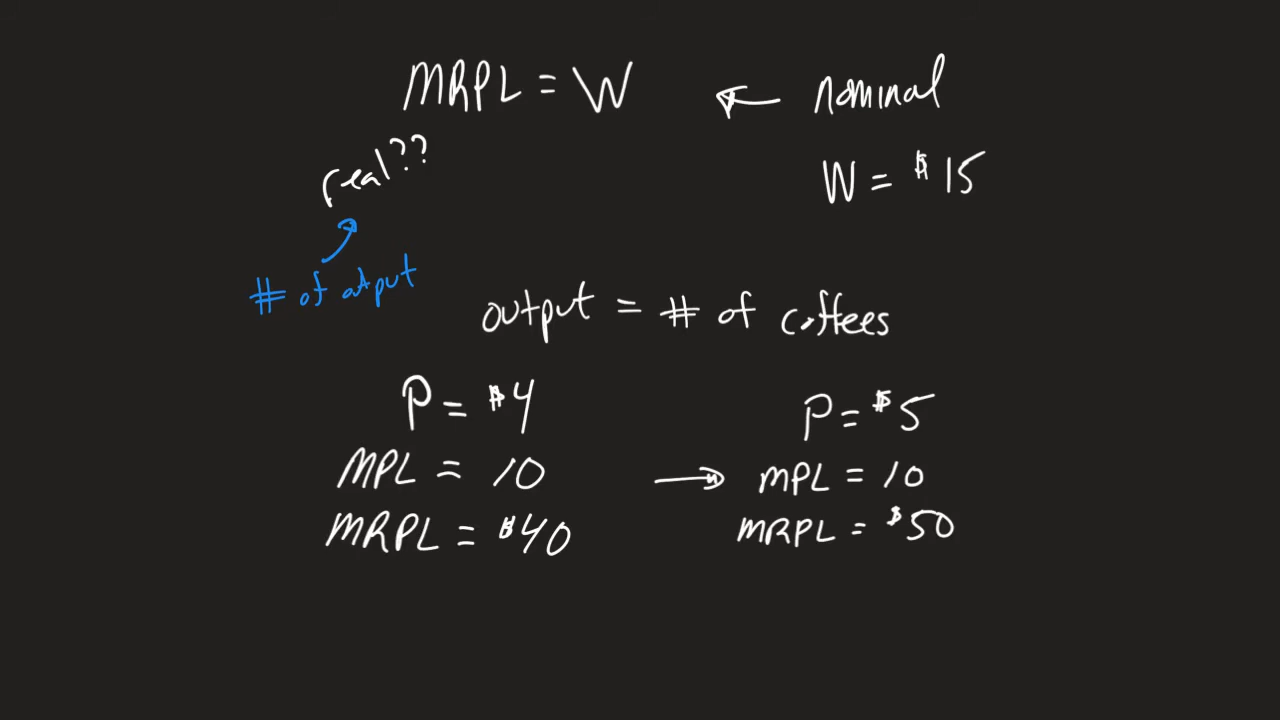 MRPL = W ← nominal
real??
W = $15
# of output
output = # of coffees
P = $4
P = $5
MPL = 10 → MPL = 10
MRPL = $40
MRPL = $50